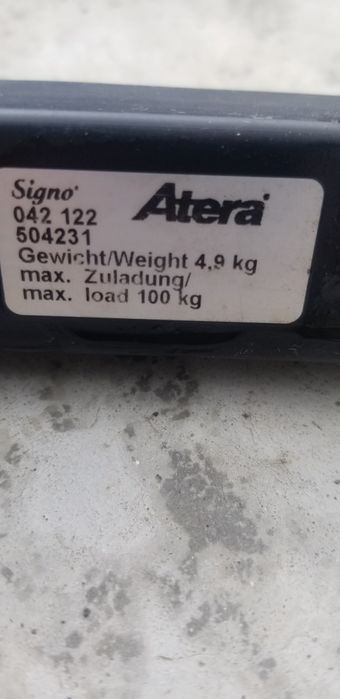 Signo Atera
042 122
504231
Gewicht/Weight 4,9 kg
max. Zuladung/
max. load 100 kg